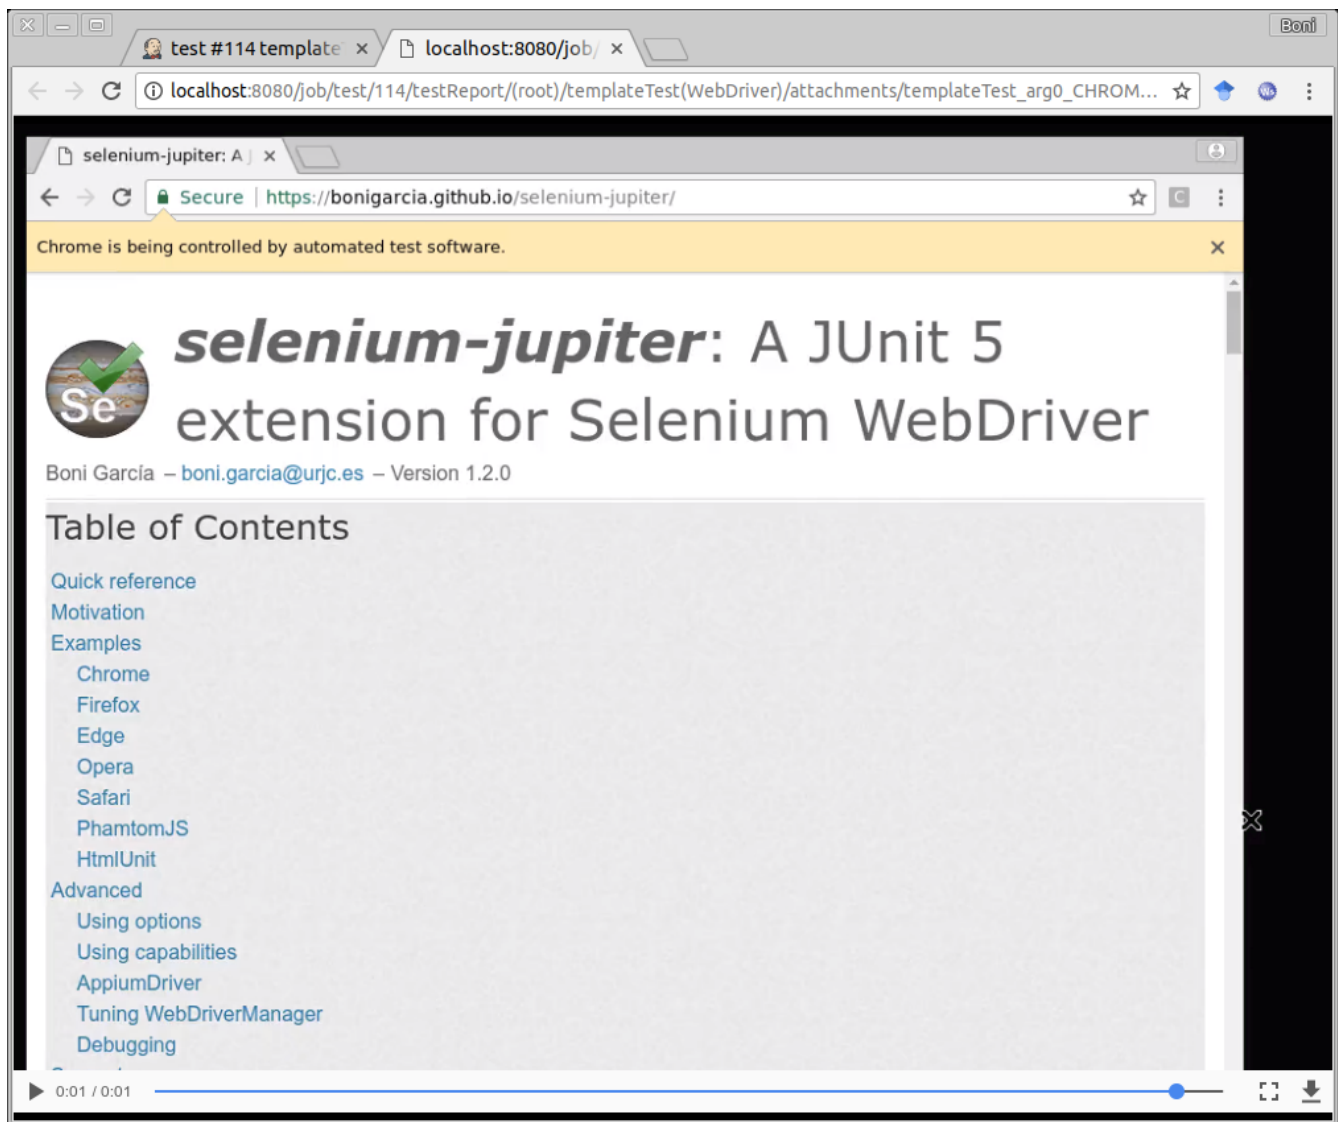 Boni
test #114 template
localhost:8080/job/
localhost:8080/job/test/114/testReport/(root)/templateTest(WebDriver)/attachments/templateTest_arg0_CHROM...
selenium-jupiter: A J
Secure https://bonigarcia.github.io/selenium-jupiter/
C
Chrome is being controlled by automated test software.
Se
selenium-jupiter: A JUnit 5
extension for Selenium WebDriver
Boni García – boni.garcia@urjc.es – Version 1.2.0
Table of Contents
Quick reference
Motivation
Examples
Chrome
Firefox
Edge
Opera
Safari
PhamtomJS
HtmlUnit
Advanced
Using options
Using capabilities
AppiumDriver
Tuning WebDriverManager
Debugging
0:01 / 0:01